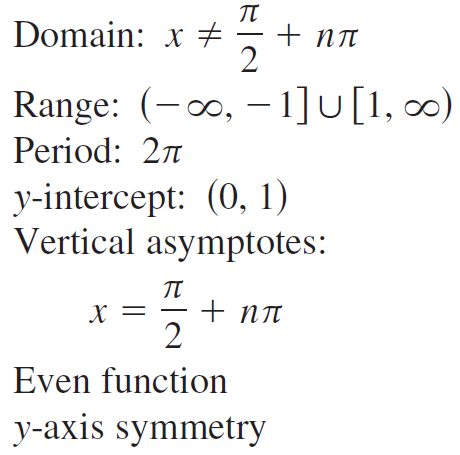 Domain: x ≠ π/2 + nπ
Range: (−∞, −1] ∪ [1, ∞)
Period: 2π
y-intercept: (0, 1)
Vertical asymptotes:
x = π/2 + nπ
Even function
y-axis symmetry